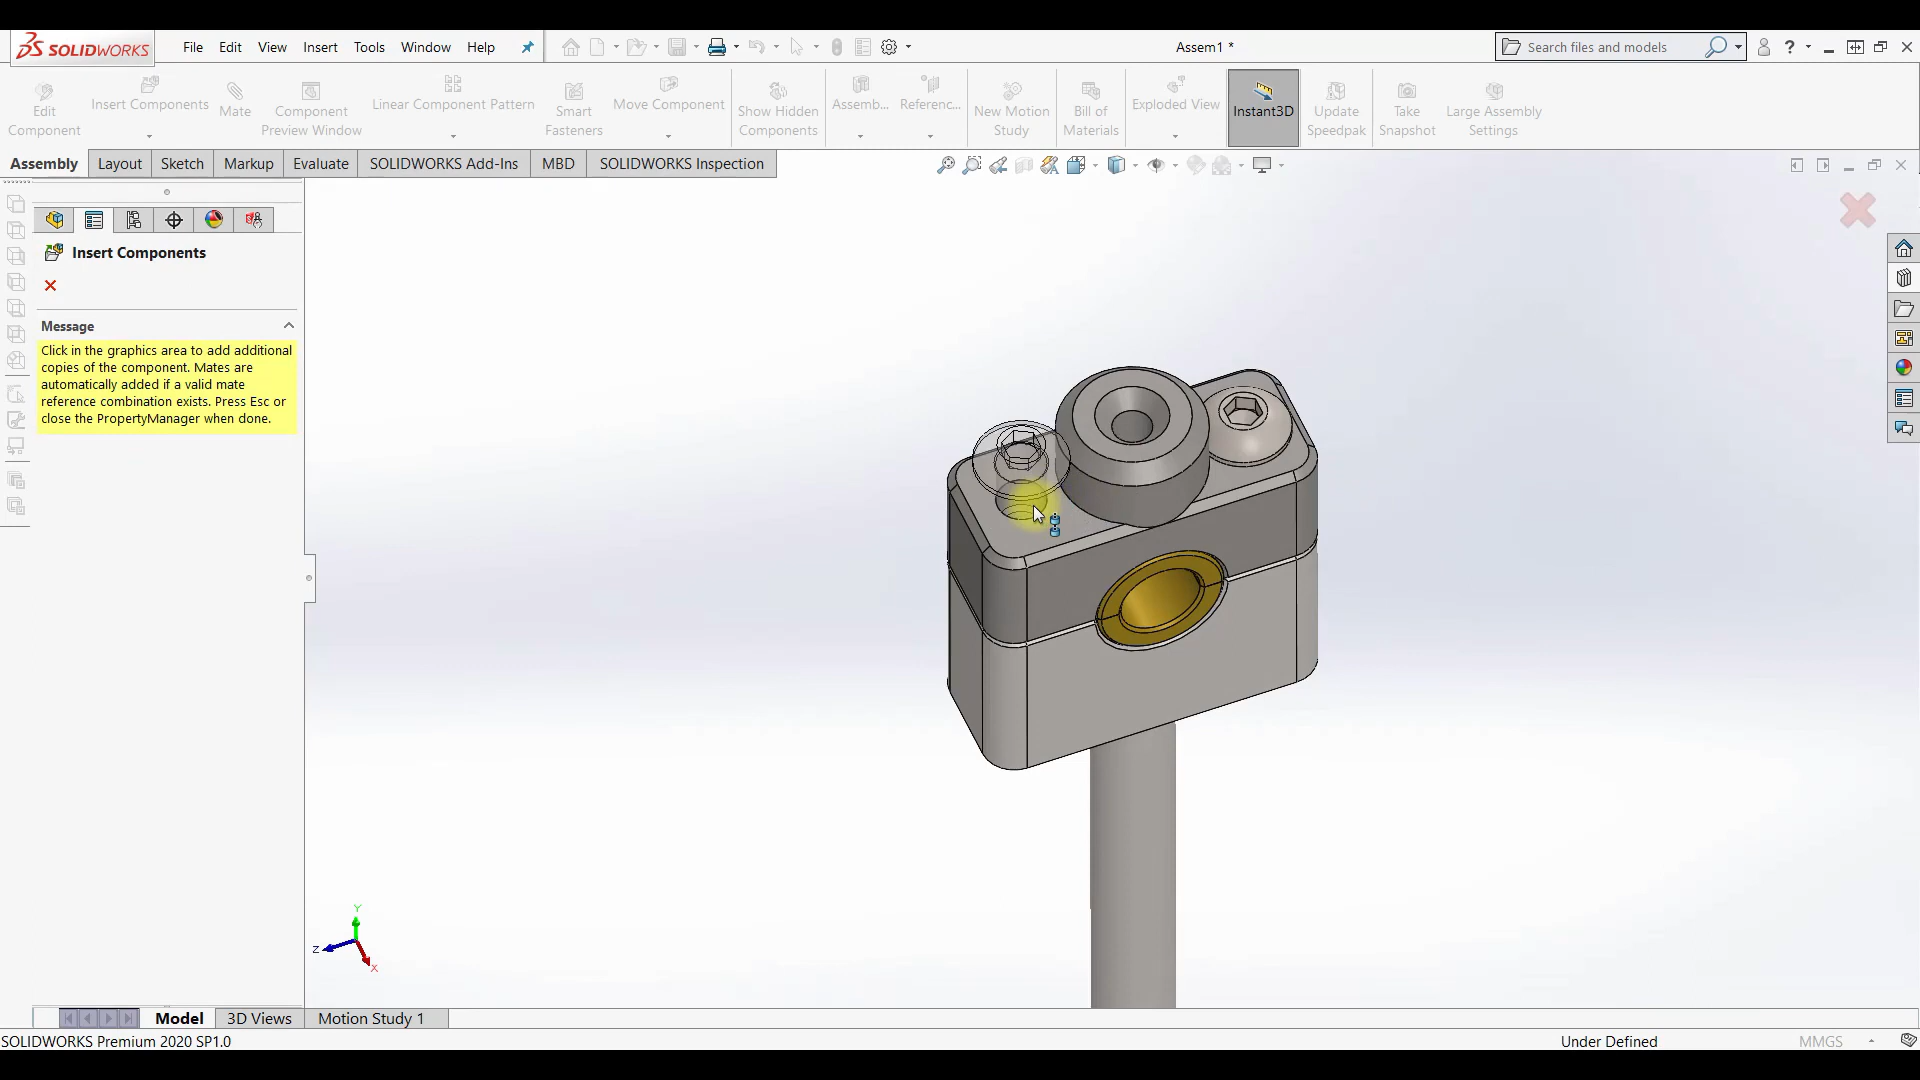 SOLIDWORKS File Edit View Insert Tools Window Help Assem1 * Search files and models ?
Edit Component Insert Components Mate Component Preview Window Linear Component Pattern Smart Fasteners Move Component Show Hidden Components Assemb... Referenc... New Motion Study Bill of Materials Exploded View Instant3D Update Speedpak Take Snapshot Large Assembly Settings
Assembly Layout Sketch Markup Evaluate SOLIDWORKS Add-Ins MBD SOLIDWORKS Inspection
Insert Components
Message
Click in the graphics area to add additional
copies of the component. Mates are
automatically added if a valid mate
reference combination exists. Press Esc or
close the PropertyManager when done.
Y
Z
X
Model 3D Views Motion Study 1
SOLIDWORKS Premium 2020 SP1.0 Under Defined MMGS